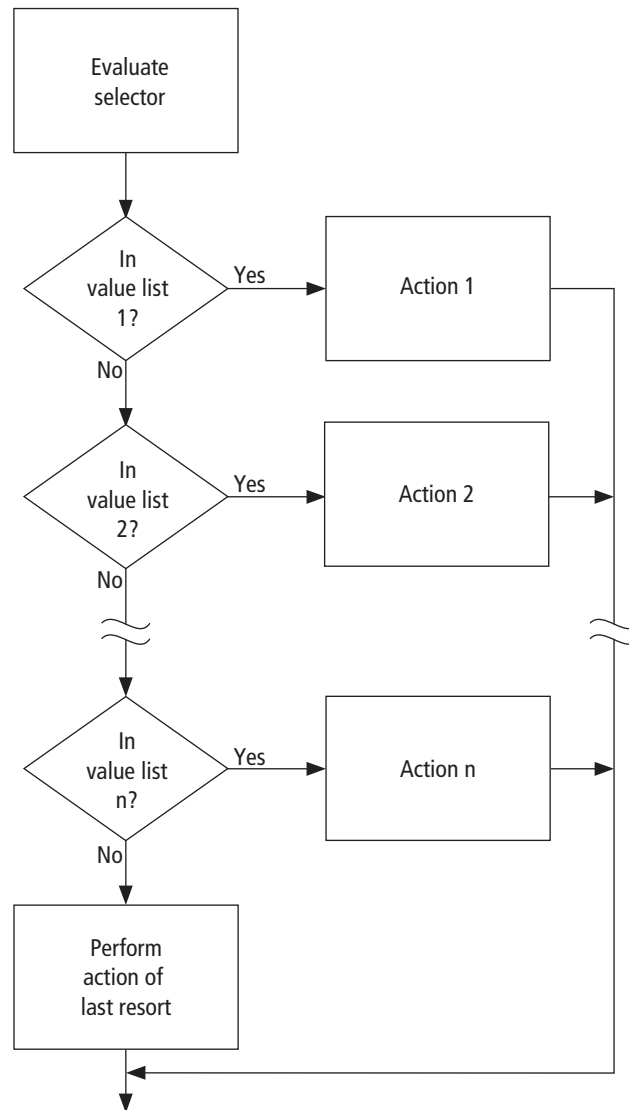 Evaluate
selector
In
value list
1?
Yes
Action 1
No
In
value list
2?
Yes
Action 2
No
In
value list
n?
Yes
Action n
No
Perform
action of
last resort